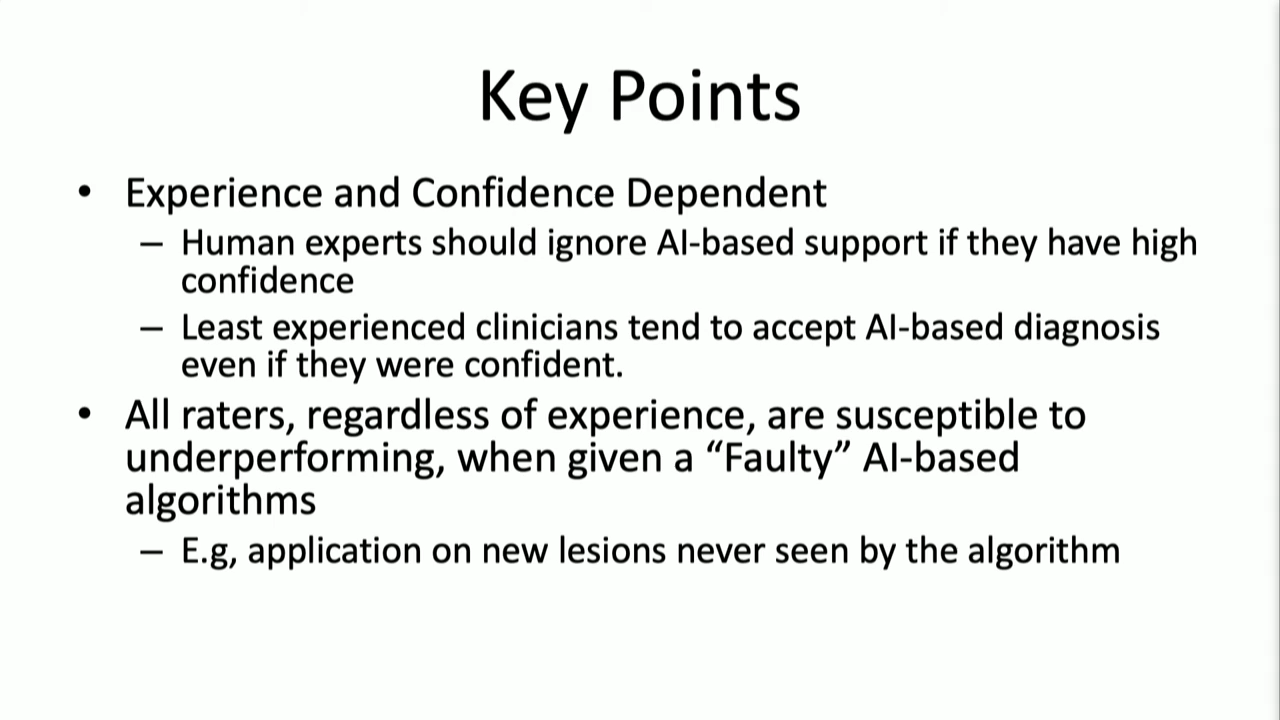 Key Points
• Experience and Confidence Dependent
– Human experts should ignore AI-based support if they have high
confidence
– Least experienced clinicians tend to accept AI-based diagnosis
even if they were confident.
• All raters, regardless of experience, are susceptible to
underperforming, when given a “Faulty” AI-based
algorithms
– E.g, application on new lesions never seen by the algorithm